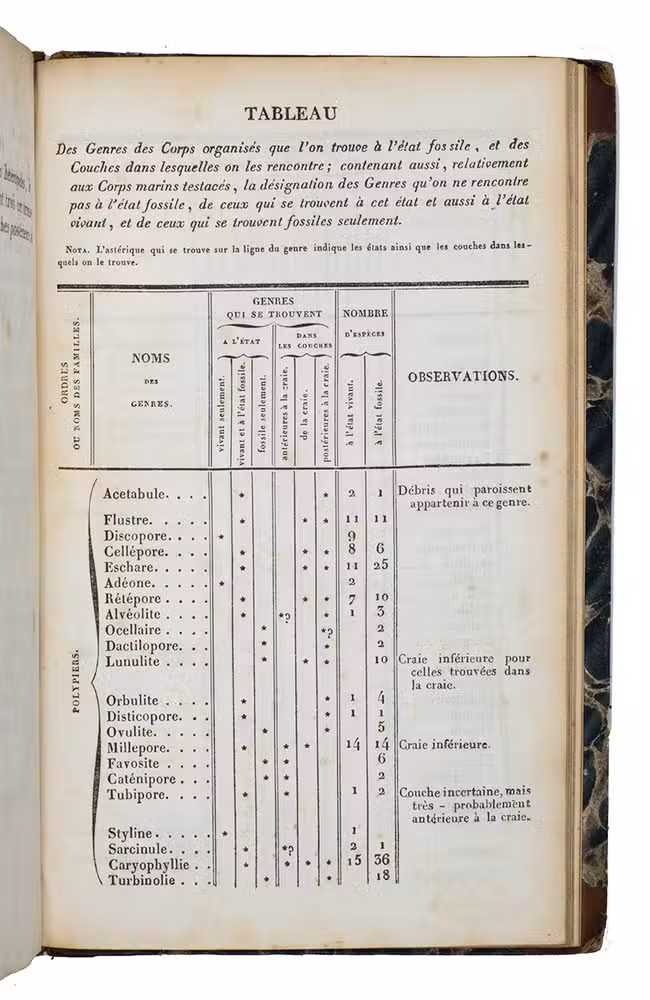 TABLEAU
Des Genres des Corps organisés que l'on trouve à l'état fossile, et des
Couches dans lesquelles on les rencontre; contenant aussi, relativement
aux Corps marins testacés, la désignation des Genres qu'on ne rencontre
pas à l'état fossile, de ceux qui se trouvent à cet état et aussi à l'état
vivant, et de ceux qui se trouvent fossiles seulement.
NOTA. L'astérique qui se trouve sur la ligne du genre indique les états ainsi que les couches dans les-
quels on le trouve.
ORDRES
OU NOMS DES FAMILLES.
NOMS
DES
GENRES.
GENRES
QUI SE TROUVENT
A L'ÉTAT
DANS
LES COUCHES
vivant seulement.
vivant et à l'état fossile.
fossile seulement.
antérieures à la craie.
de la craie.
postérieures à la craie.
NOMBRE
D'ESPÈCES
à l'état vivant.
à l'état fossile.
OBSERVATIONS.
POLYPIERS.
Acetabule. . . . * * 2 1 Débris qui paroissent
appartenir à ce genre.
Flustre. . . . . * * * 11 11
Discopore. . . . * 9
Cellépore. . . . * * * 8 6
Eschare. . . . . * * * 11 25
Adéone. . . . . * 2
Rétépore . . . . * * * 7 10
Alvéolite . . . . * *? * 1 3
Ocellaire . . . . * *? 2
Dactilopore. . . * * 2
Lunulite . . . . * * * 10 Craie inférieure pour
celles trouvées dans
la craie.
Orbulite . . . . * * 1 4
Disticopore. . . * * 1 1
Ovulite. . . . . * * 5
Millepore. . . . * * * 14 14 Craie inférieure.
Favosite . . . . * * 6
Caténipore . . . * * 2
Tubipore. . . . * * 1 2 Couche incertaine, mais
très-probablement
antérieure à la craie.
Styline. . . . . * 1
Sarcinule. . . . * *? 2 1
Caryophyllie . . * * * * 15 36
Turbinolie . . . * * 18